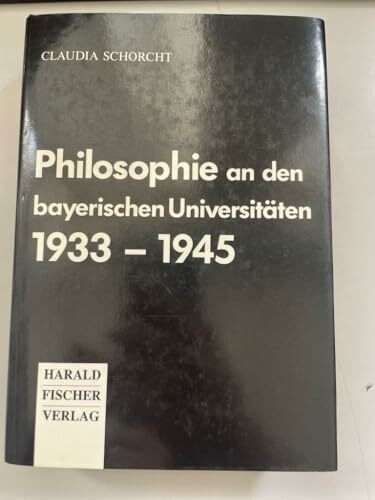 CLAUDIA SCHORCHT
Philosophie an den
bayerischen Universitäten
1933 – 1945
HARALD
FISCHER
VERLAG